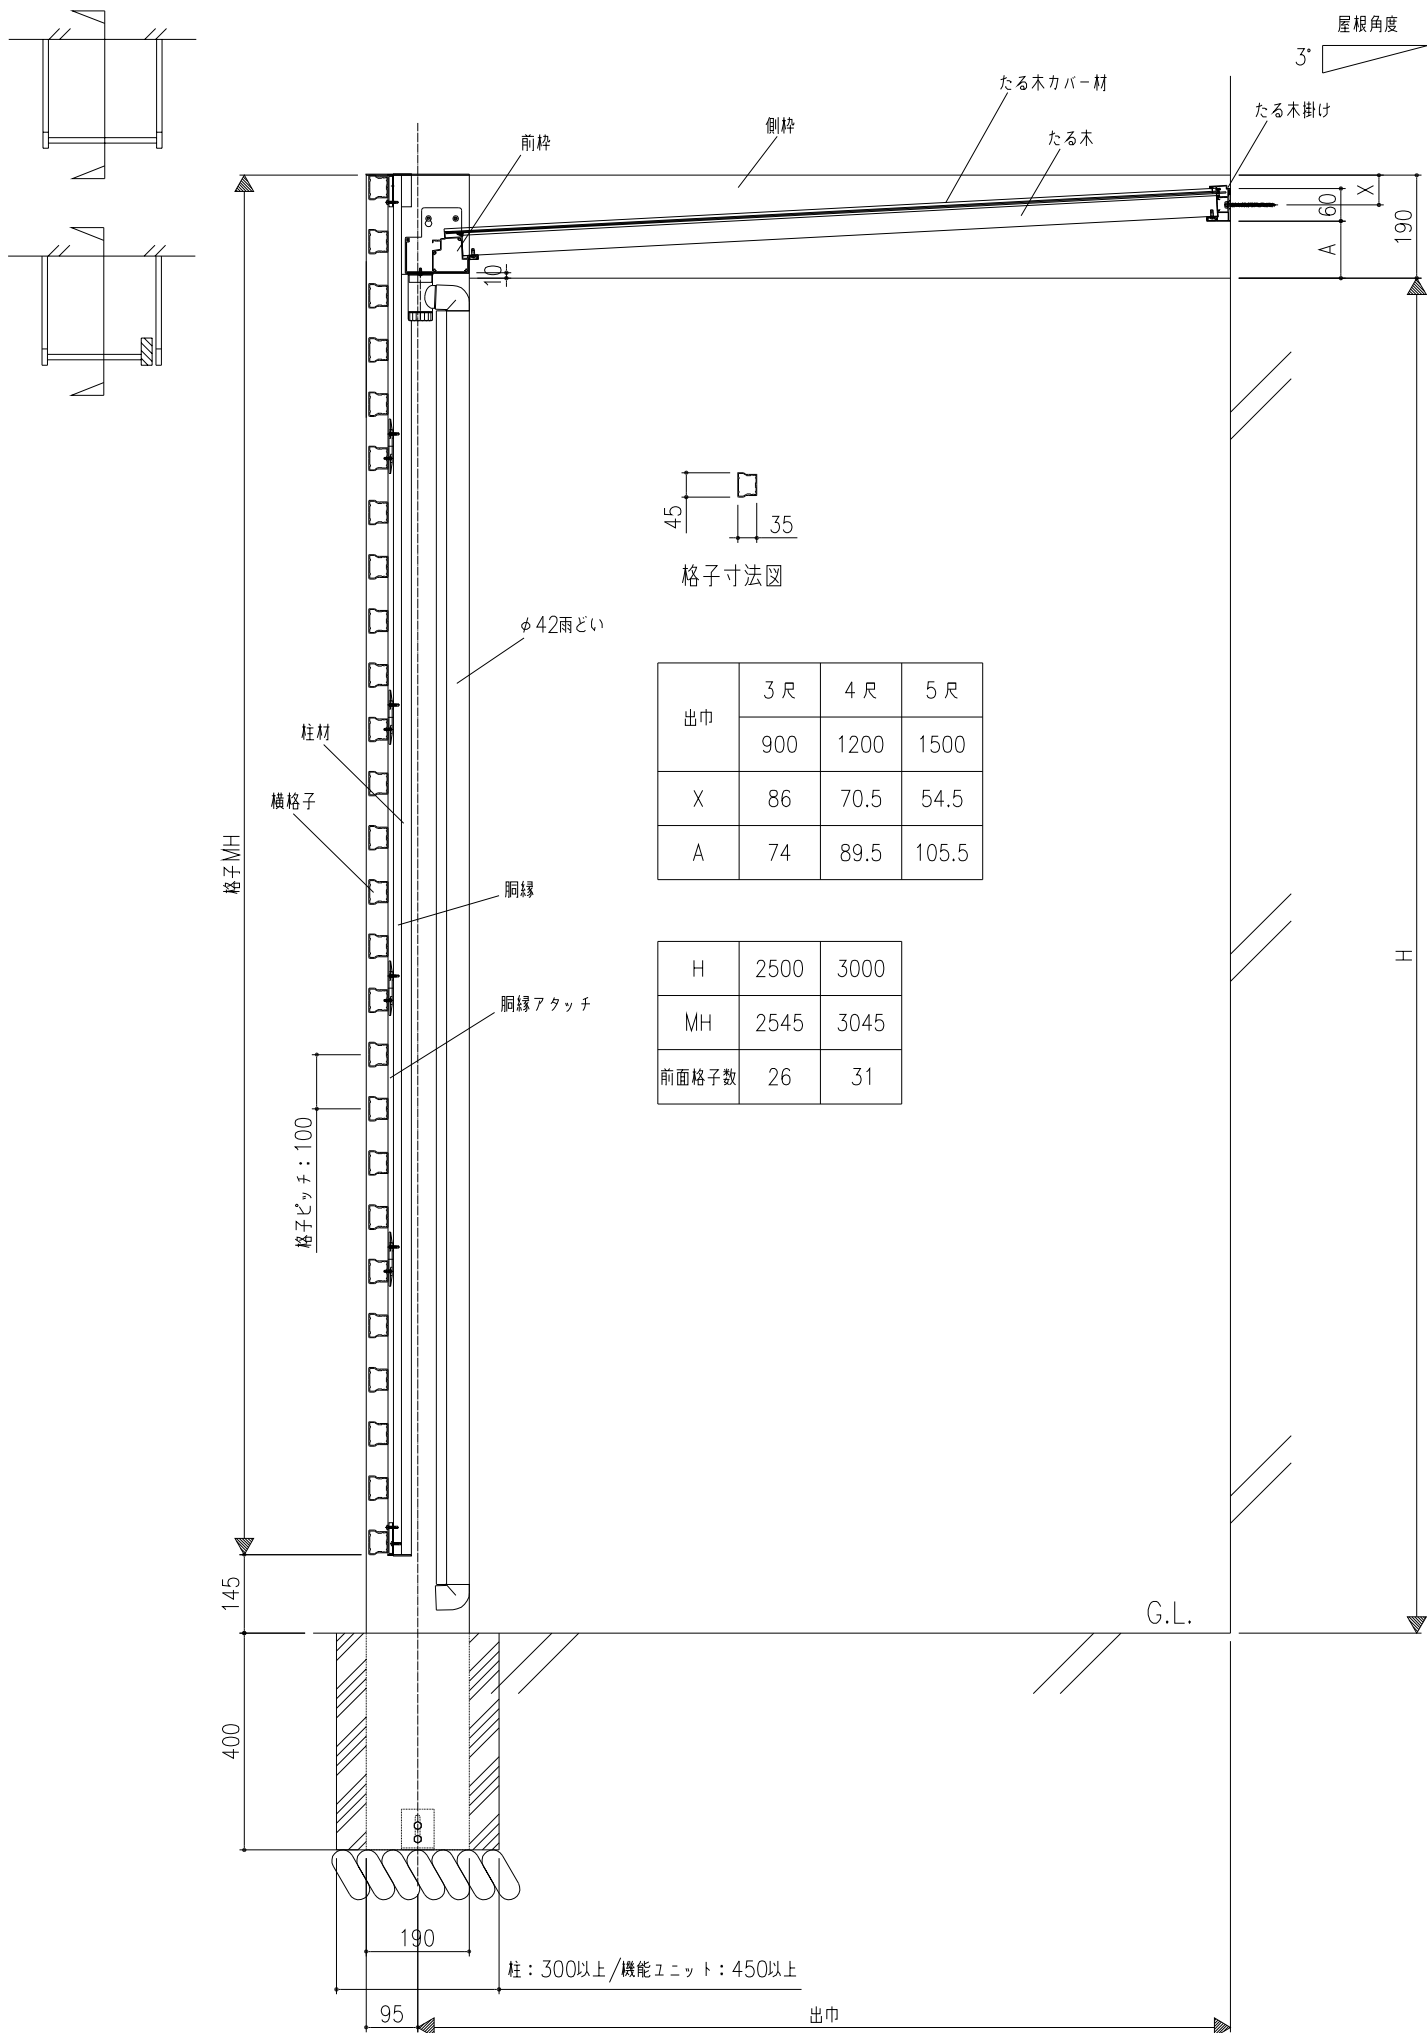 屋根角度
3°
たる木カバー材
たる木掛け
側枠
前枠
たる木
X
60
190
A
10
45
35
格子寸法図
φ42雨どい
出巾 3尺 4尺 5尺
900 1200 1500
X 86 70.5 54.5
A 74 89.5 105.5
柱材
横格子
格子MH
胴縁
H 2500 3000
MH 2545 3045
前面格子数 26 31
H
胴縁アタッチ
格子ピッチ：100
145
G.L.
400
190
柱：300以上/機能ユニット：450以上
95
出巾